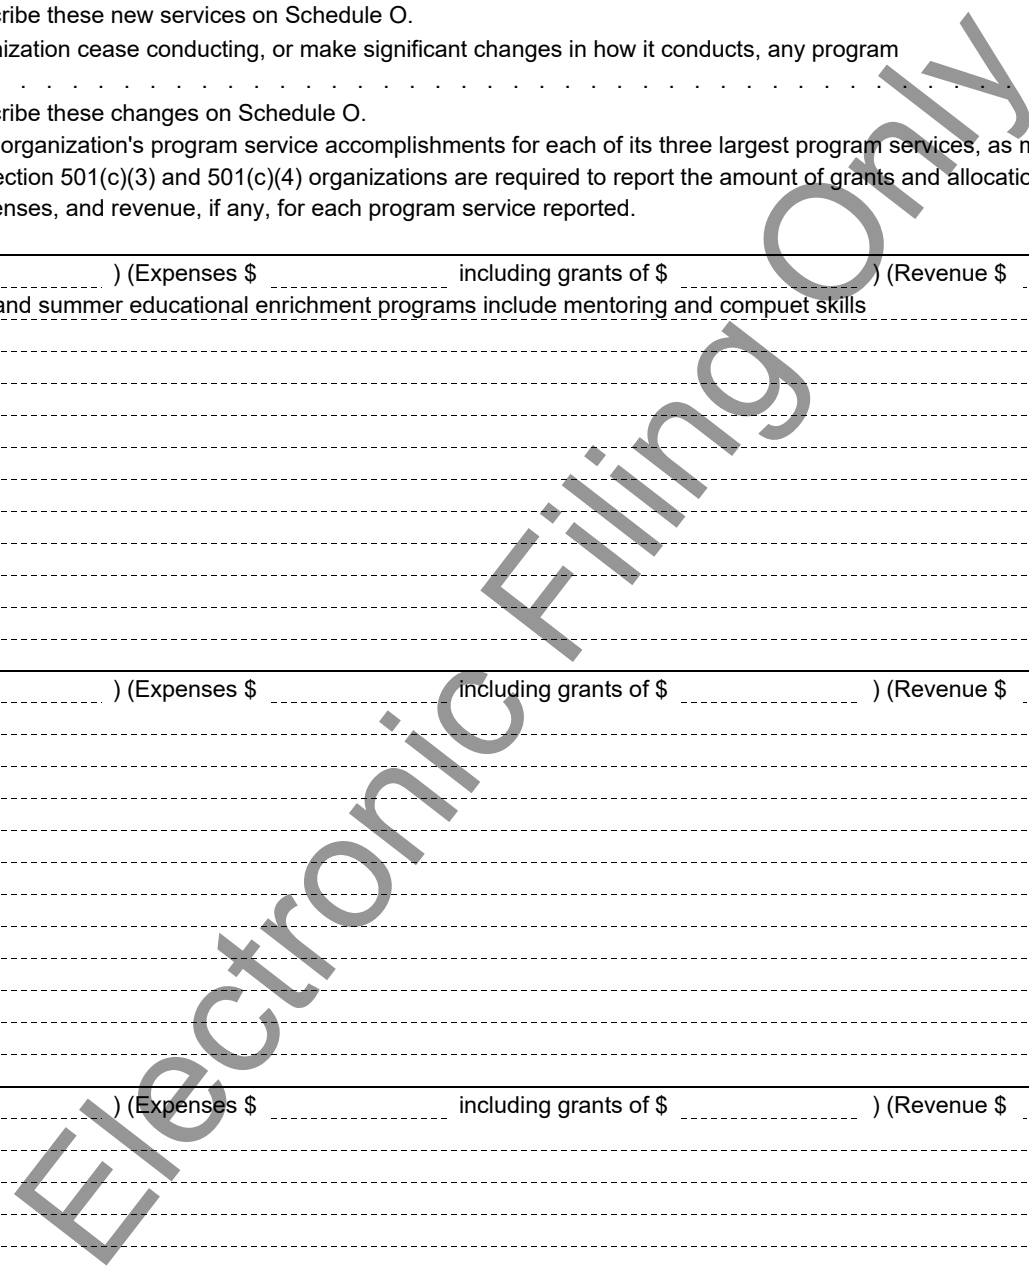 cribe these new services on Schedule O.
nization cease conducting, or make significant changes in how it conducts, any program
. . . . . . . . . . . . . . . . . . . . . . . . . . . . . . . . . . . . . . .
cribe these changes on Schedule O.
organization's program service accomplishments for each of its three largest program services, as m
ection 501(c)(3) and 501(c)(4) organizations are required to report the amount of grants and allocatio
enses, and revenue, if any, for each program service reported.
) (Expenses $ including grants of $ ) (Revenue $
and summer educational enrichment programs include mentoring and compuet skills
) (Expenses $ including grants of $ ) (Revenue $
) (Expenses $ including grants of $ ) (Revenue $
Electronic Filing Only